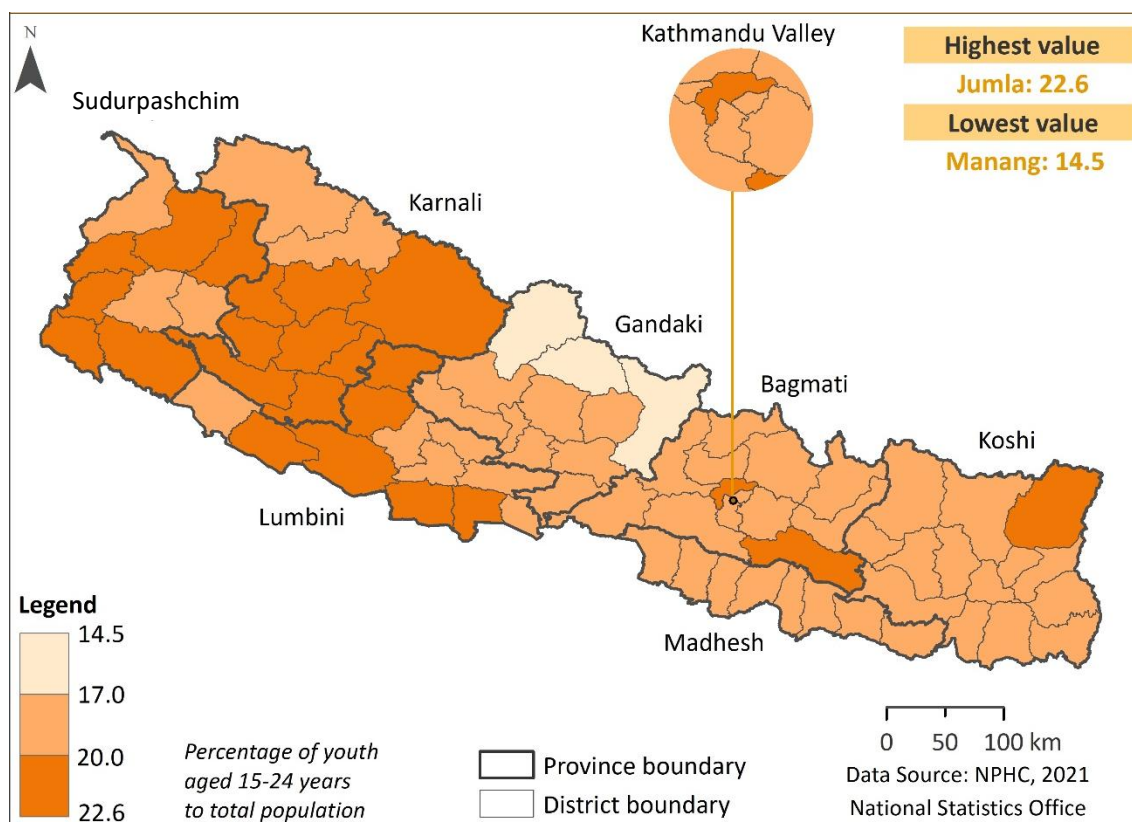 N
Kathmandu Valley
Highest value
Jumla: 22.6
Lowest value
Manang: 14.5
Sudurpashchim
Karnali
Gandaki
Bagmati
Koshi
Lumbini
Madhesh
Legend
14.5
17.0
20.0
22.6
Percentage of youth
aged 15-24 years
to total population
Province boundary
District boundary
0 50 100 km
Data Source: NPHC, 2021
National Statistics Office